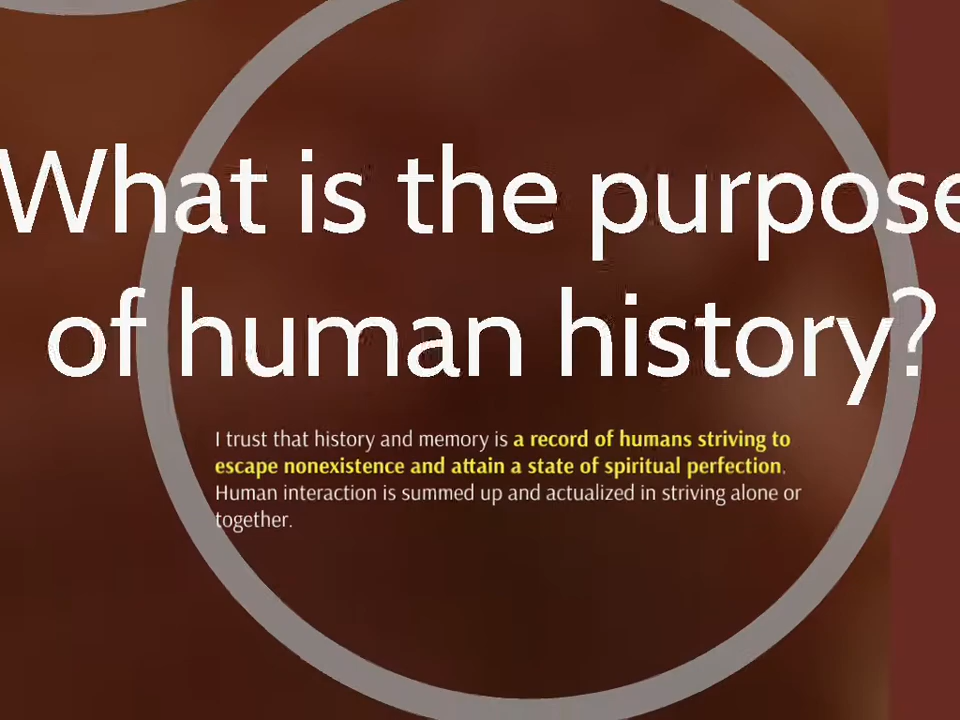 What is the purpose
of human history?
I trust that history and memory is a record of humans striving to
escape nonexistence and attain a state of spiritual perfection.
Human interaction is summed up and actualized in striving alone or
together.